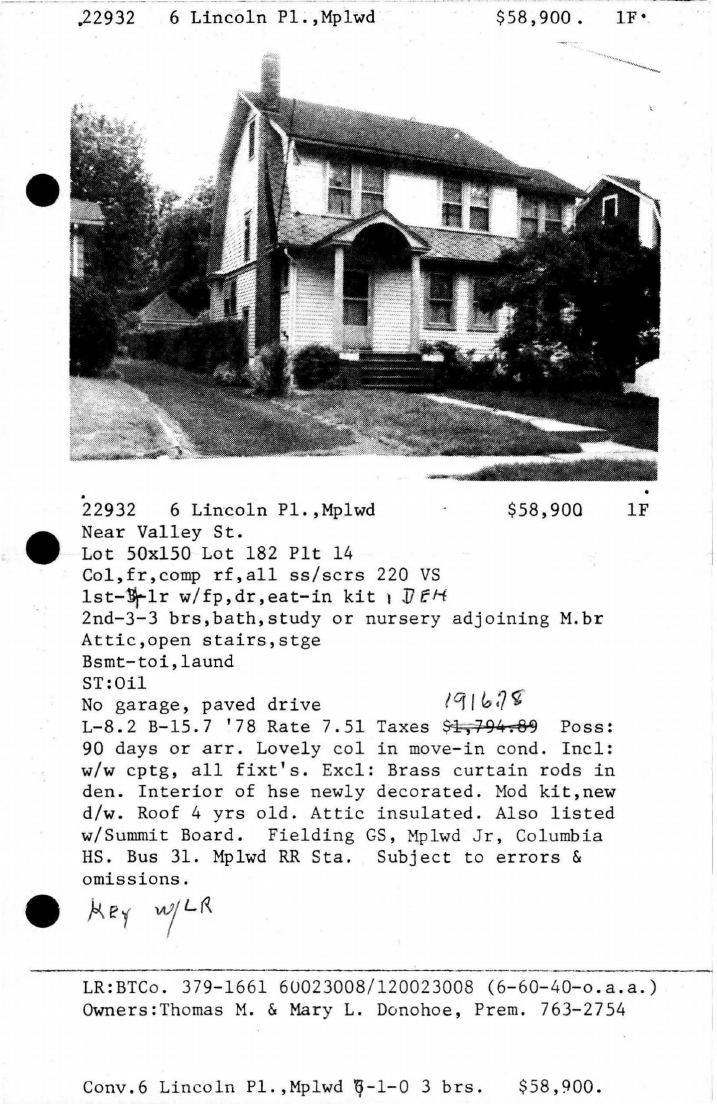 22932 6 Lincoln Pl.,Mplwd $58,900. 1F
22932 6 Lincoln Pl.,Mplwd $58,900 1F
Near Valley St.
Lot 50x150 Lot 182 Plt 14
Col,fr,comp rf,all ss/scrs 220 VS
1st-lr w/fp,dr,eat-in kit, DEN
2nd-3-3 brs,bath,study or nursery adjoining M.br
Attic,open stairs,stge
Bsmt-toi,laund
ST:Oil
No garage, paved drive 1916.78
L-8.2 B-15.7 '78 Rate 7.51 Taxes $1,794.89 Poss:
90 days or arr. Lovely col in move-in cond. Incl:
w/w cptg, all fixt's. Excl: Brass curtain rods in
den. Interior of hse newly decorated. Mod kit,new
d/w. Roof 4 yrs old. Attic insulated. Also listed
w/Summit Board. Fielding GS, Mplwd Jr, Columbia
HS. Bus 31. Mplwd RR Sta. Subject to errors &
omissions.
Key w/LR
LR:BTCo. 379-1661 60023008/120023008 (6-60-40-o.a.a.)
Owners:Thomas M. & Mary L. Donohoe, Prem. 763-2754
Conv.6 Lincoln Pl.,Mplwd -1-0 3 brs. $58,900.